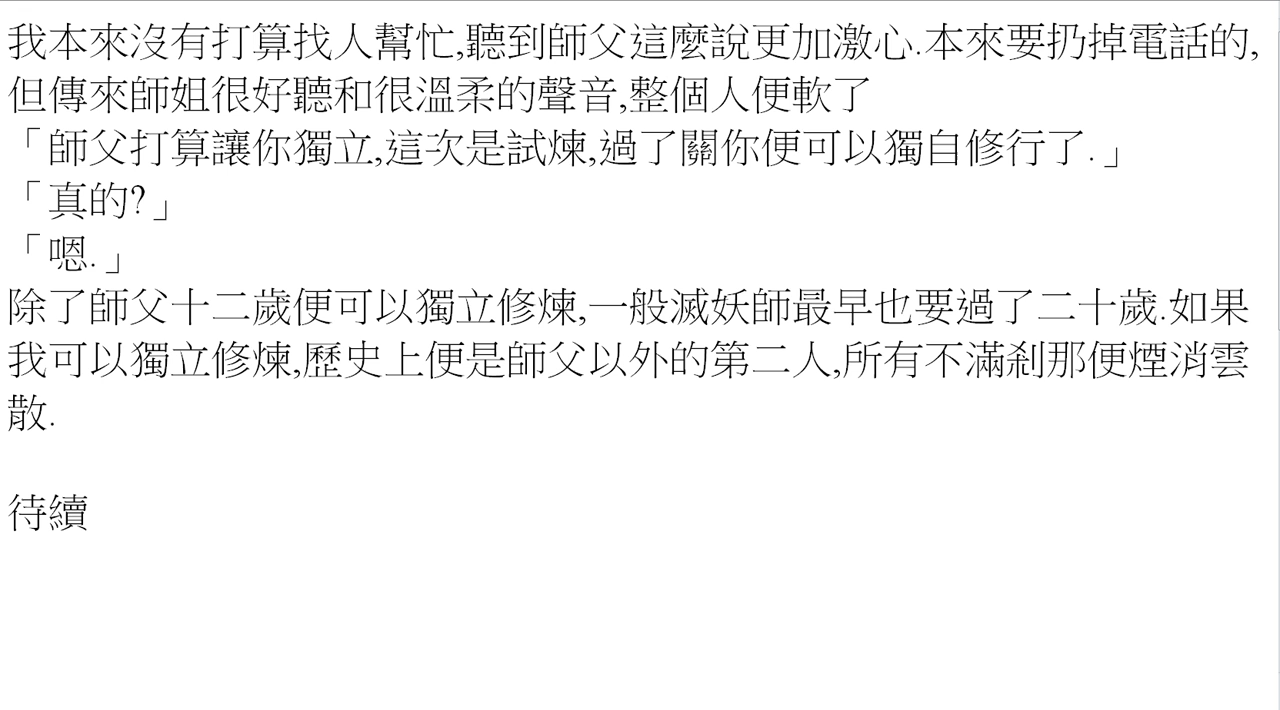 我本來沒有打算找人幫忙,聽到師父這麼說更加激心.本來要扔掉電話的,
但傳來師姐很好聽和很溫柔的聲音,整個人便軟了
「師父打算讓你獨立,這次是試煉,過了關你便可以獨自修行了.」
「真的?」
「嗯.」
除了師父十二歲便可以獨立修煉,一般滅妖師最早也要過了二十歲.如果
我可以獨立修煉,歷史上便是師父以外的第二人,所有不滿剎那便煙消雲
散.
待續